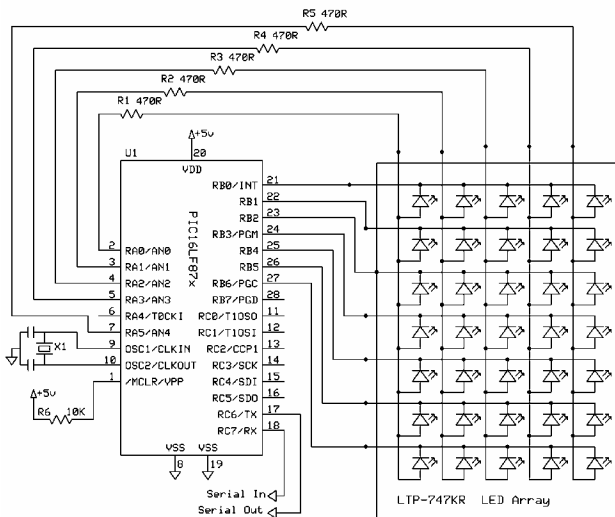 R5 470R
R4 470R
R3 470R
R2 470R
R1 470R
+5v
U1
20
VDD
PIC16LF87x
2 RA0/AN0
3 RA1/AN1
4 RA2/AN2
5 RA3/AN3
6 RA4/T0CKI
7 RA5/AN4
9 OSC1/CLKIN
10 OSC2/CLKOUT
1 /MCLR/VPP
RB0/INT 21
RB1 22
RB2 23
RB3/PGM 24
RB4 25
RB5 26
RB6/PGC 27
RB7/PGD 28
RC0/T1OSO 11
RC1/T1OSI 12
RC2/CCP1 13
RC3/SCK 14
RC4/SDI 15
RC5/SDO 16
RC6/TX 17
RC7/RX 18
X1
+5v
R6 10K
VSS VSS
8 19
Serial In
Serial Out
LTP-747KR LED Array